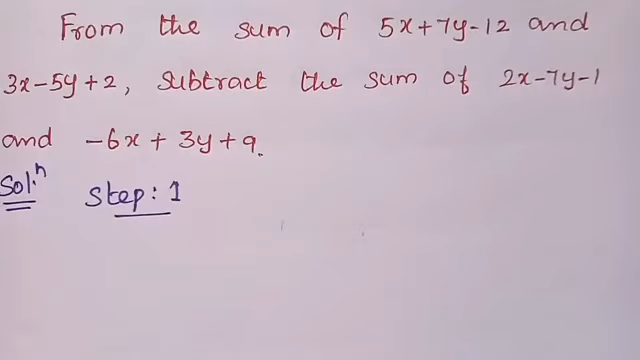 From the sum of 5x+7y-12 and
3x-5y+2, subtract the sum of 2x-7y-1
and -6x+3y+9.
Sol.n Step: 1